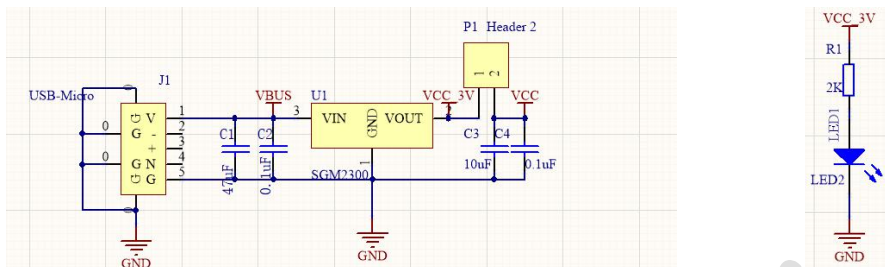 P1 Header 2
VCC_3V
J1
R1
USB-Micro
VBUS
U1
VCC_3V
VCC
1
2
2K
0
G
V
1
3
VIN
GND
VOUT
2
G
-
2
C1
C2
C3
C4
LED1
+
3
0
G
N
4
10uF
0.1uF
G
G
5
47uF
0.1uF
SGM2300
1
LED2
GND
GND
GND